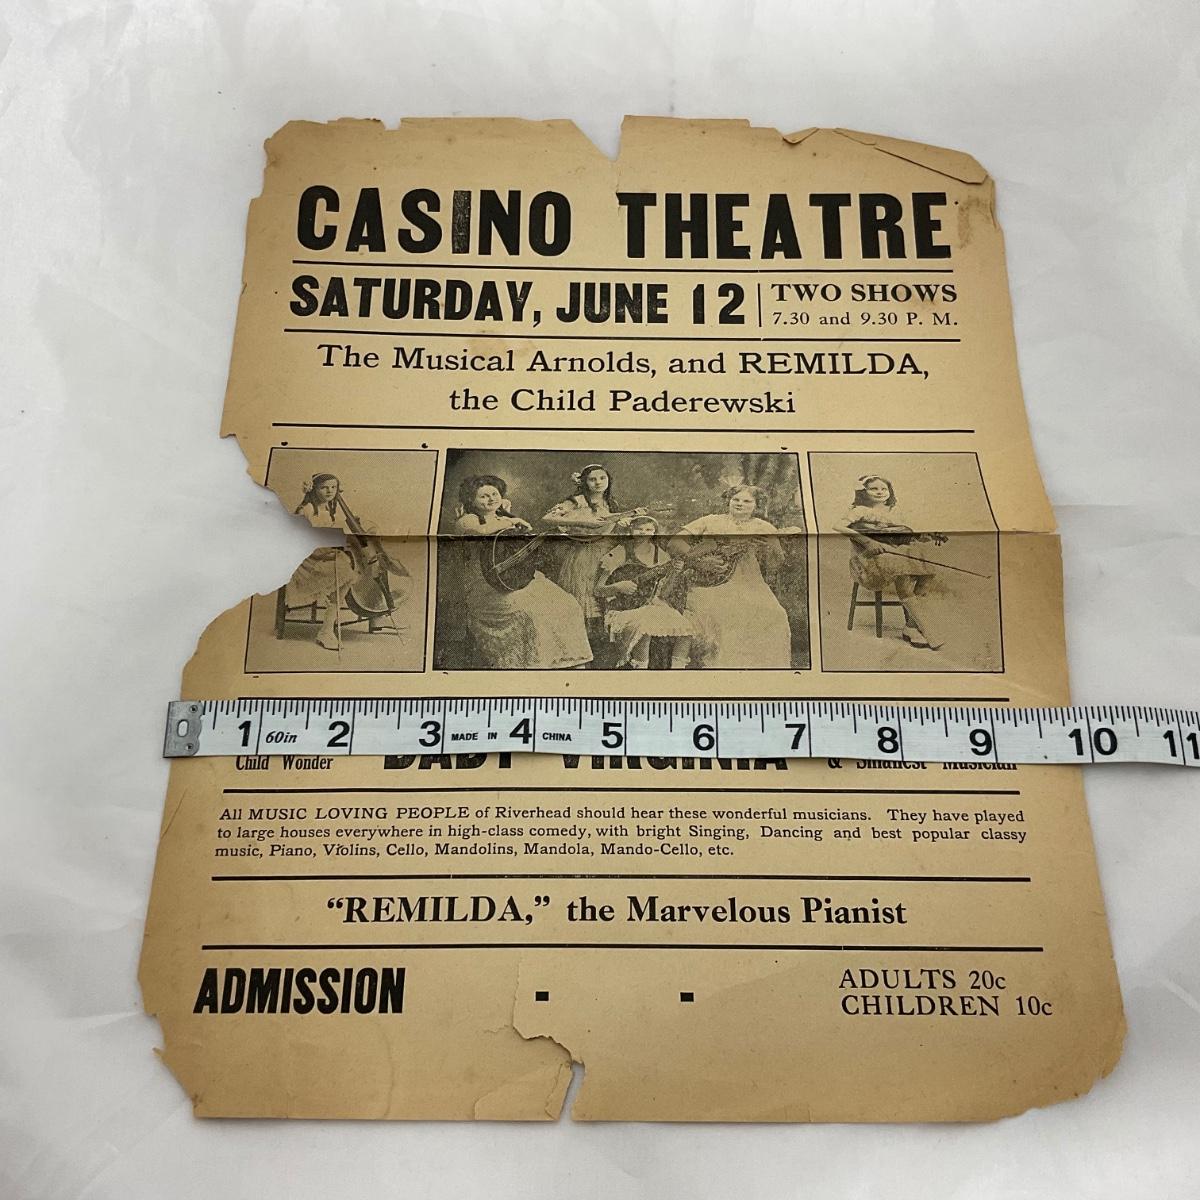 CASINO THEATRE
SATURDAY, JUNE 12
TWO SHOWS
7.30 and 9.30 P. M.
The Musical Arnolds, and REMILDA,
the Child Paderewski
1 60in 2 3 MADE IN 4 CHINA 5 6 7 8 9 10 11
Child Wonder BABY VIRGINIA & Smallest Musician
All MUSIC LOVING PEOPLE of Riverhead should hear these wonderful musicians. They have played
to large houses everywhere in high-class comedy, with bright Singing, Dancing and best popular classy
music, Piano, Violins, Cello, Mandolins, Mandola, Mando-Cello, etc.
"REMILDA," the Marvelous Pianist
ADMISSION - - ADULTS 20c
CHILDREN 10c